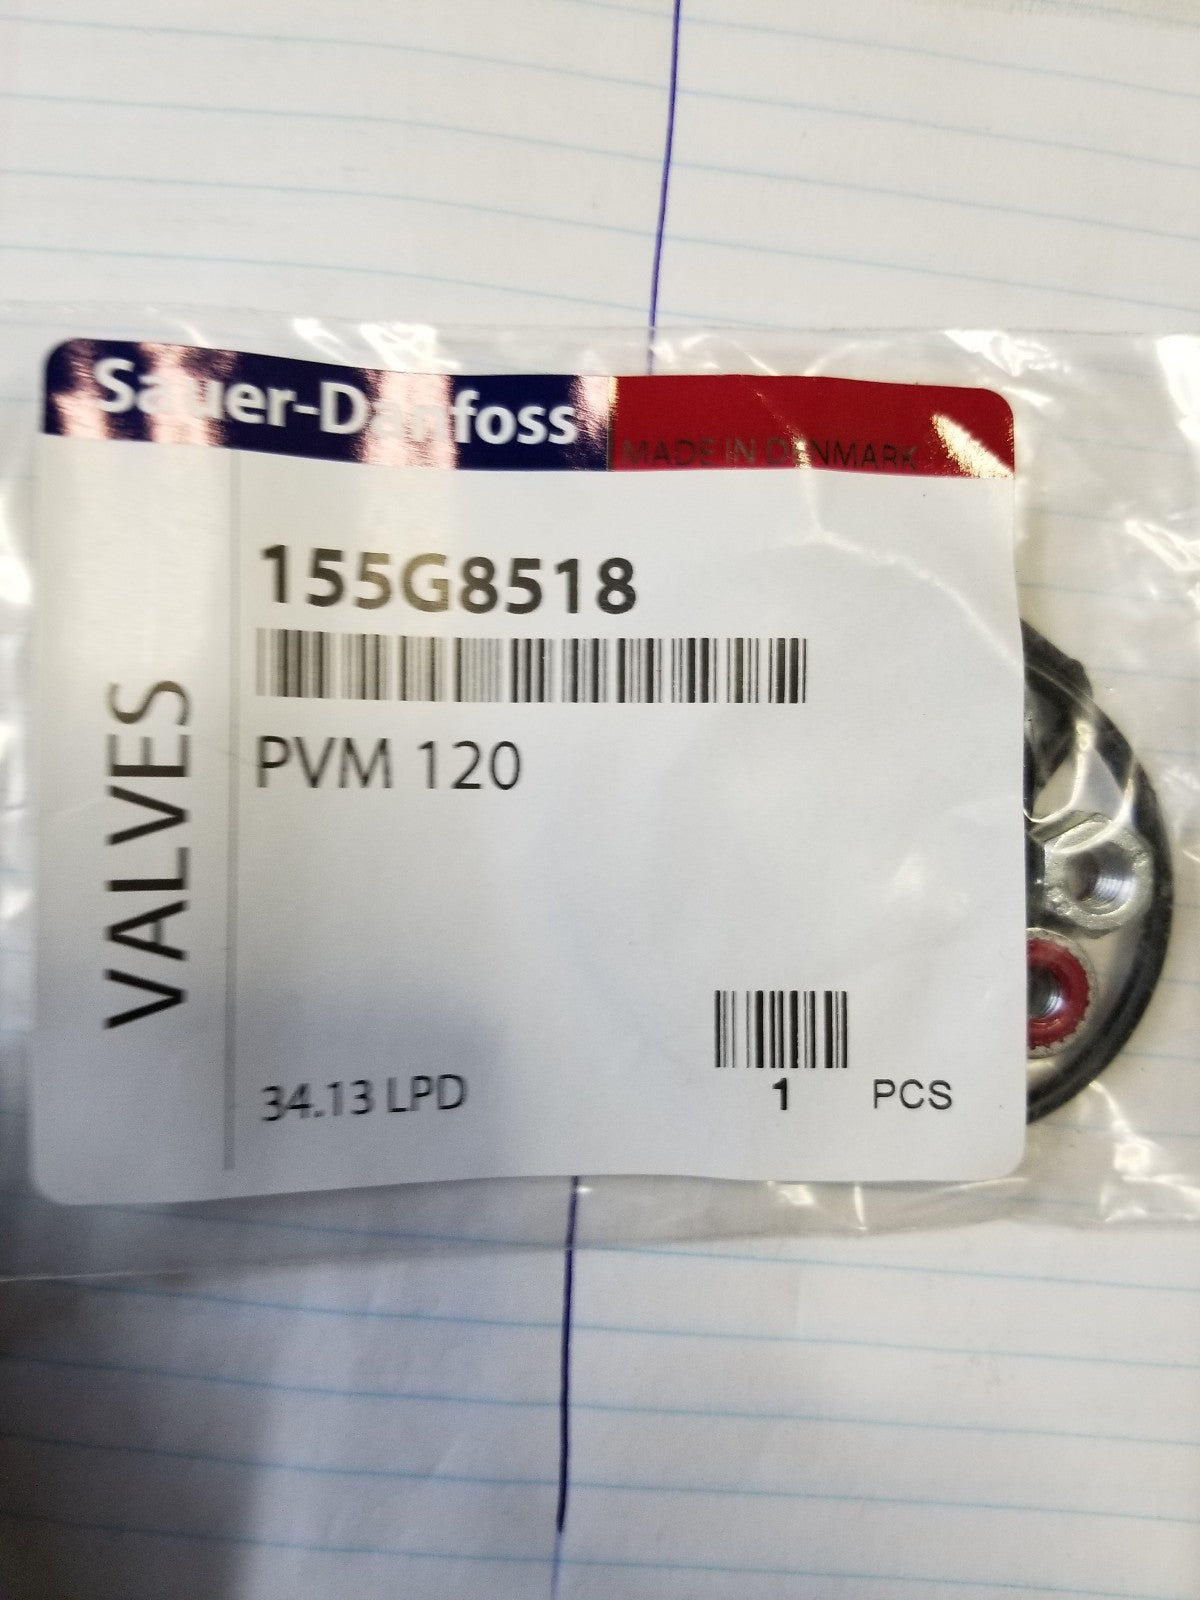 Sauer-Danfoss
MADE IN DENMARK
VALVES
155G8518
PVM 120
34.13 LPD
1 PCS